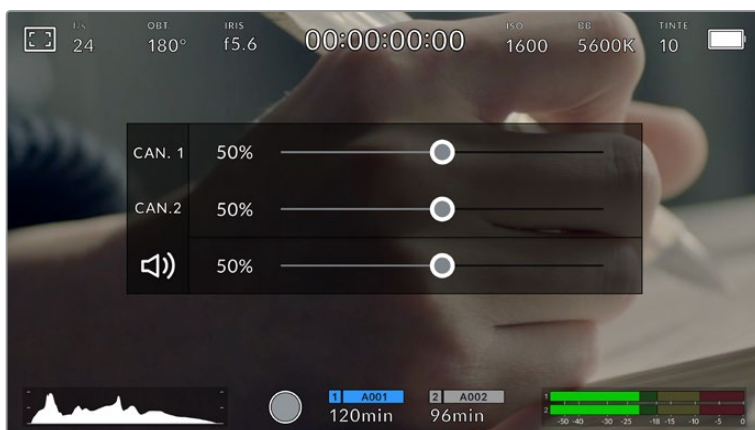 I/s OBT IRIS ISO BB TINTE
24 180° f5.6 00:00:00:00 1600 5600K 10
CAN. 1 50%
CAN.2 50%
50%
1 A001 2 A002
120min 96min
1
2
-50 -40 -30 -25 -18 -15 -10 -5 0